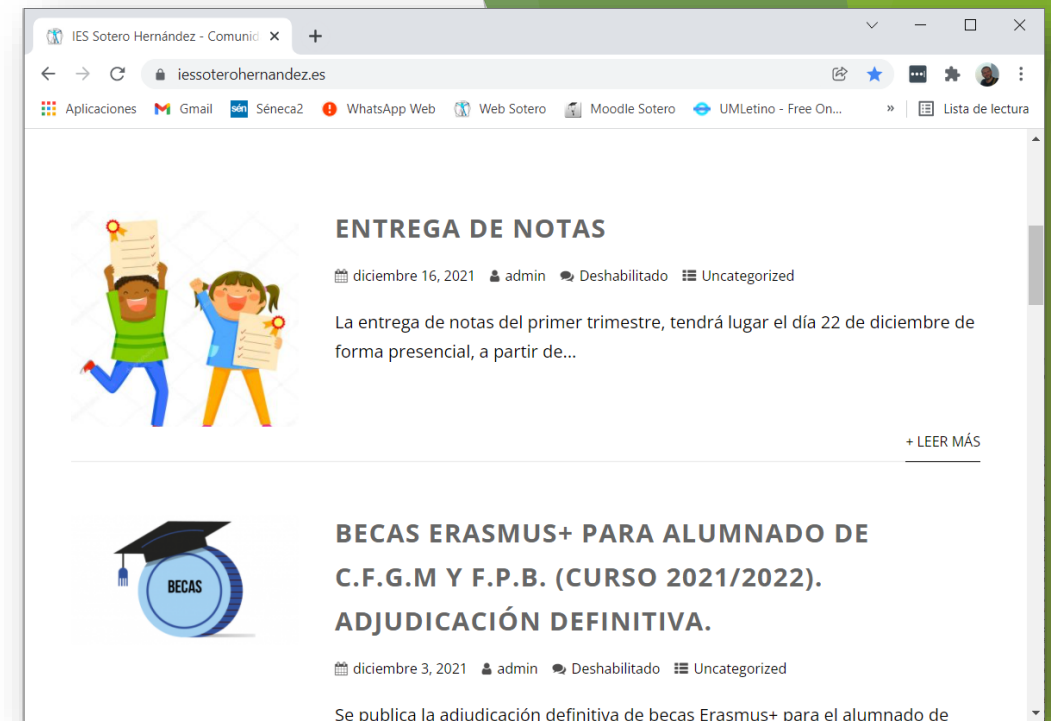 IES Sotero Hernández - Comunid
iessoterohernandez.es
Aplicaciones Gmail sén Séneca2 WhatsApp Web Web Sotero Moodle Sotero UMLetino - Free On... » Lista de lectura
ENTREGA DE NOTAS
diciembre 16, 2021 admin Deshabilitado Uncategorized
La entrega de notas del primer trimestre, tendrá lugar el día 22 de diciembre de
forma presencial, a partir de...
+ LEER MÁS
BECAS
BECAS ERASMUS+ PARA ALUMNADO DE
C.F.G.M Y F.P.B. (CURSO 2021/2022).
ADJUDICACIÓN DEFINITIVA.
diciembre 3, 2021 admin Deshabilitado Uncategorized
Se publica la adjudicación definitiva de becas Erasmus+ para el alumnado de